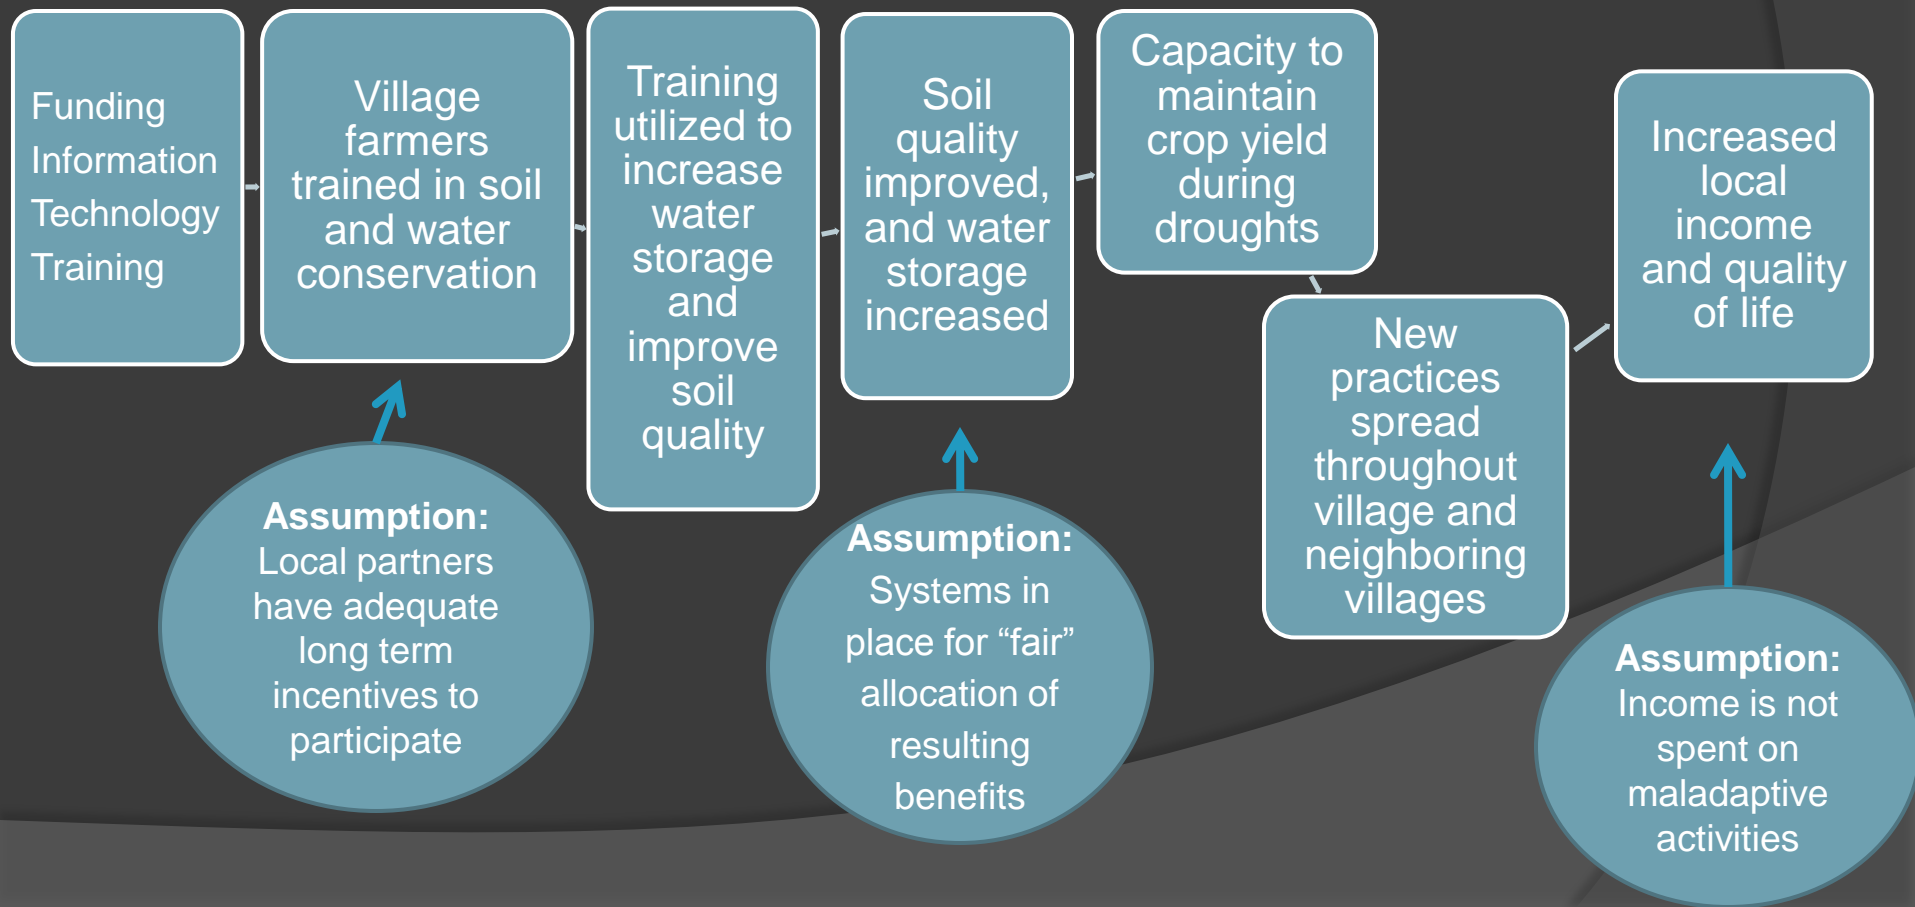 Funding
Information
Technology
Training
Village
farmers
trained in soil
and water
conservation
Training
utilized to
increase
water
storage
and
improve
soil
quality
Soil
quality
improved,
and water
storage
increased
Capacity to
maintain
crop yield
during
droughts
New
practices
spread
throughout
village and
neighboring
villages
Increased
local
income
and quality
of life
Assumption:
Local partners
have adequate
long term
incentives to
participate
Assumption:
Systems in
place for “fair”
allocation of
resulting
benefits
Assumption:
Income is not
spent on
maladaptive
activities